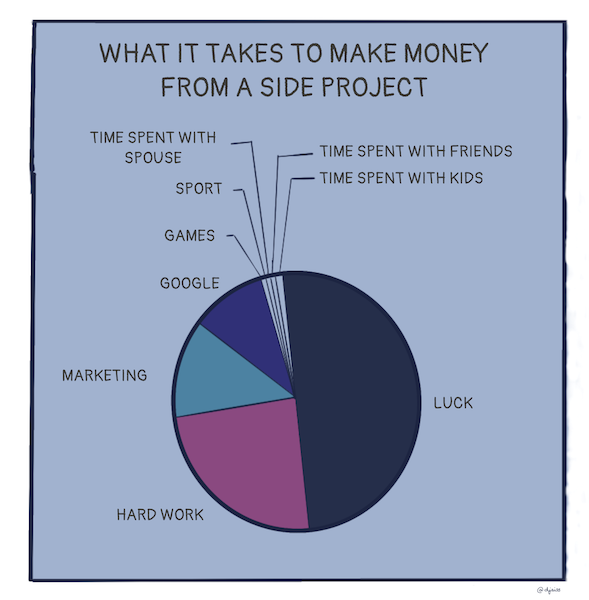 WHAT IT TAKES TO MAKE MONEY
FROM A SIDE PROJECT
TIME SPENT WITH
SPOUSE
TIME SPENT WITH FRIENDS
TIME SPENT WITH KIDS
SPORT
GAMES
GOOGLE
MARKETING
LUCK
HARD WORK